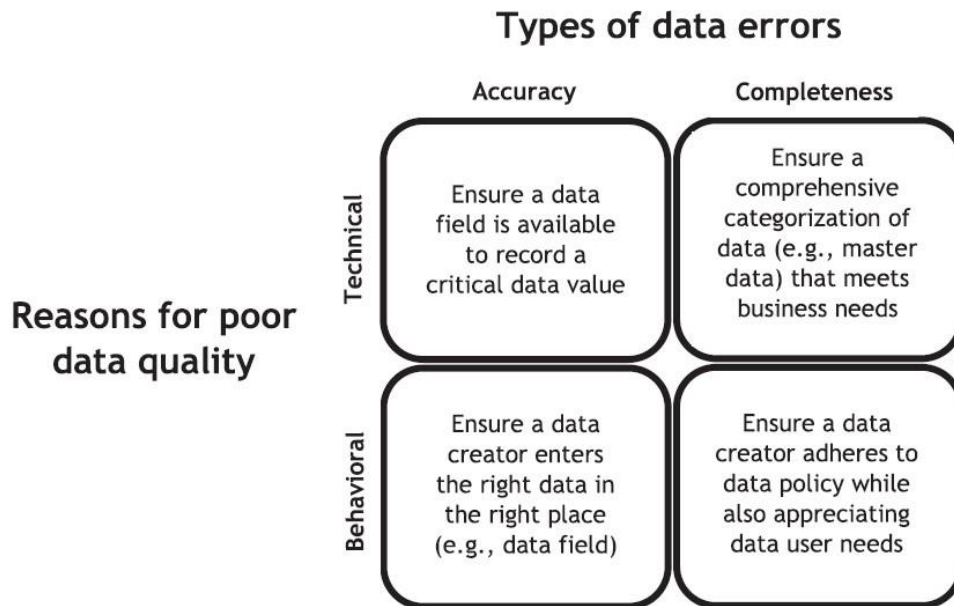 Types of data errors
Accuracy
Completeness
Technical
Ensure a data
field is available
to record a
critical data value
Ensure a
comprehensive
categorization of
data (e.g., master
data) that meets
business needs
Reasons for poor
data quality
Behavioral
Ensure a data
creator enters
the right data in
the right place
(e.g., data field)
Ensure a data
creator adheres to
data policy while
also appreciating
data user needs